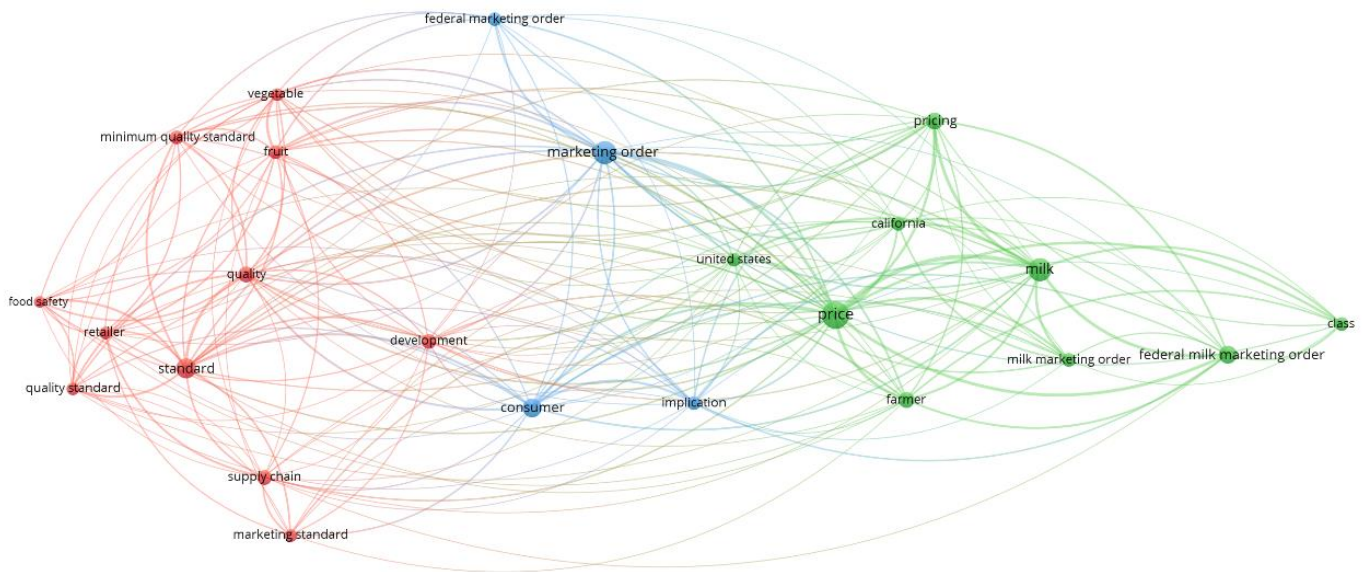 federal marketing order
vegetable
pricing
minimum quality standard
fruit
marketing order
california
united states
milk
quality
food safety
price
class
retailer
development
federal milk marketing order
milk marketing order
standard
quality standard
farmer
implication
consumer
supply chain
marketing standard